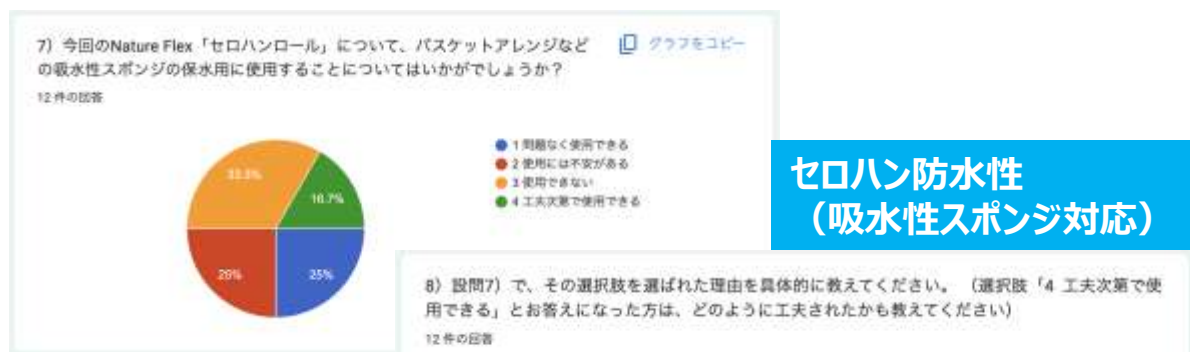 7）今回のNature Flex「セロハンロール」について、バスケットアレンジなど
の吸水性スポンジの保水用に使用することについてはいかがでしょうか？
グラフをコピー
12 件の回答
1 問題なく使用できる
2 使用には不安がある
3 使用できない
4 工夫次第で使用できる
33.3%
16.7%
25%
25%
セロハン防水性
（吸水性スポンジ対応）
8）設問7）で、その選択肢を選ばれた理由を具体的に教えてください。（選択肢「4 工夫次第で使
用できる」とお答えになった方は、どのように工夫されたかも教えてください）
12 件の回答